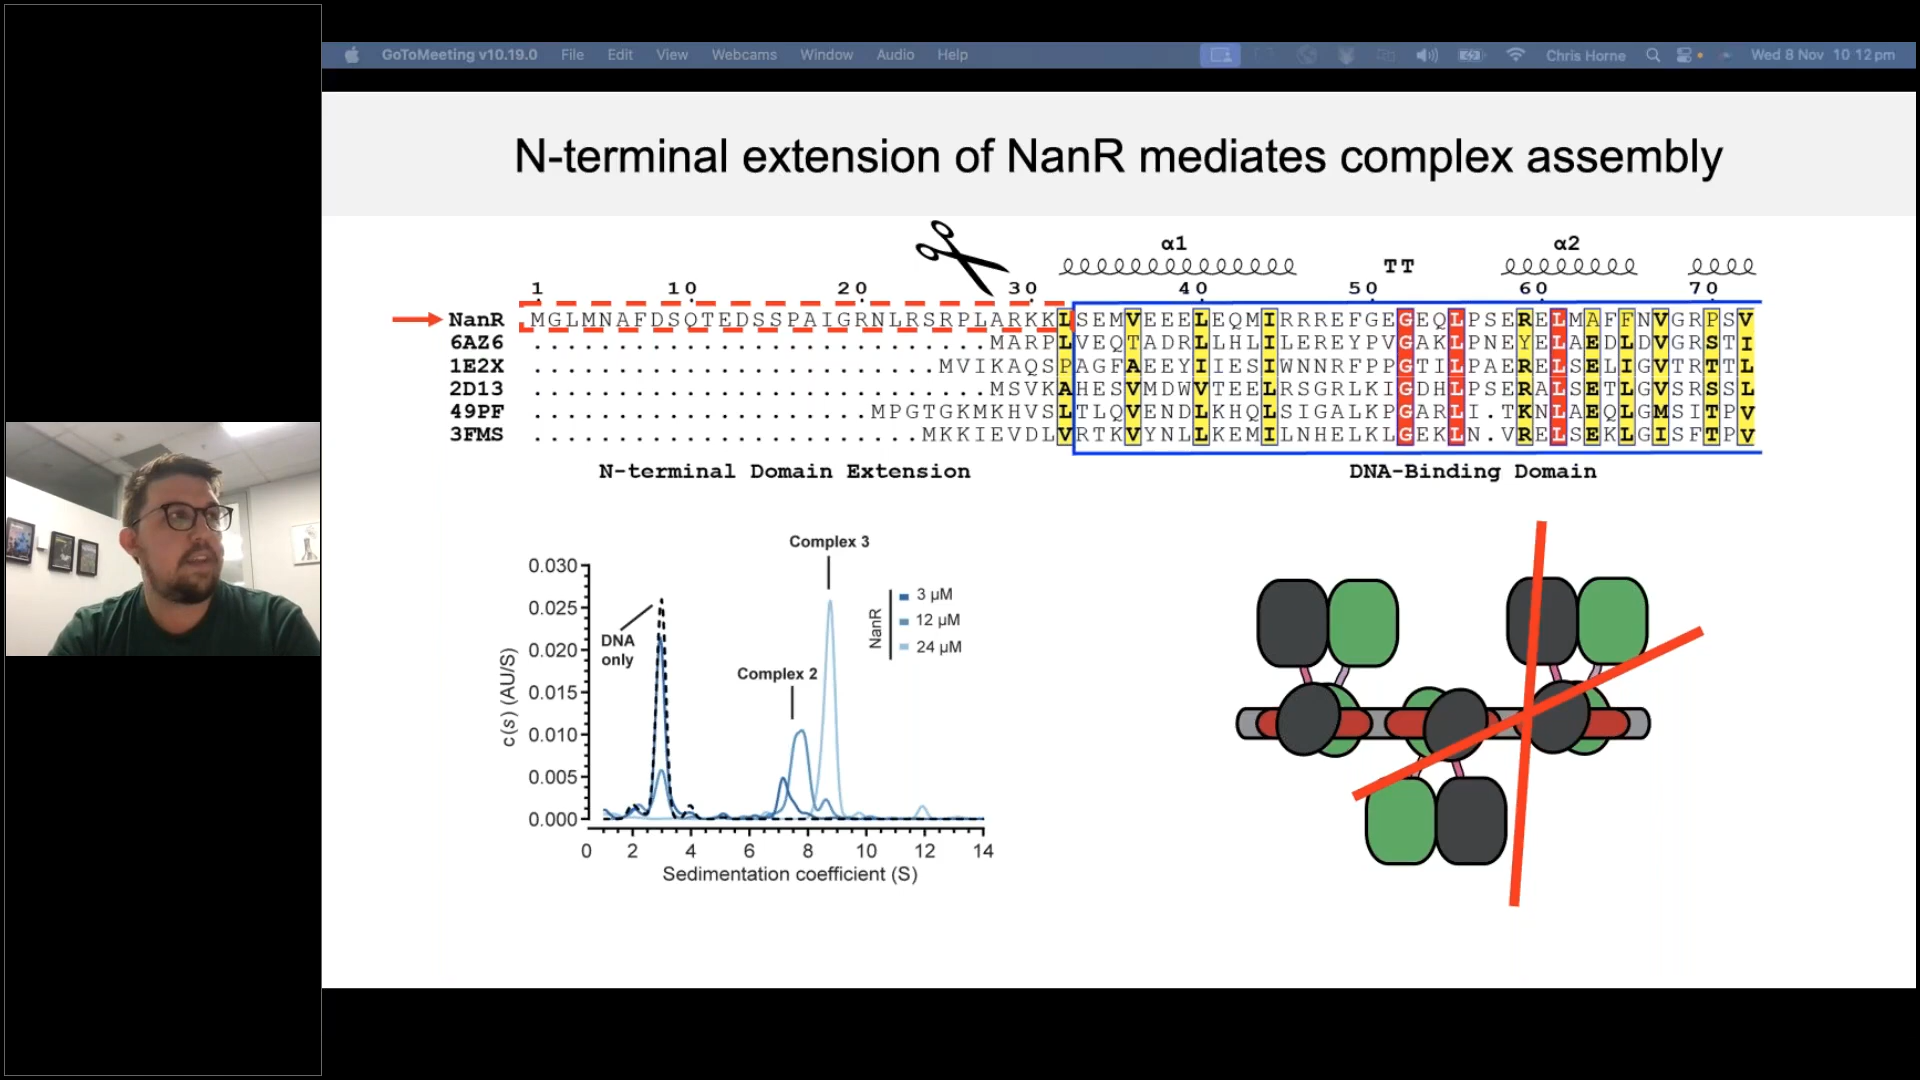 GoToMeeting v10.19.0 File Edit View Webcams Window Audio Help Chris Horne Wed 8 Nov 10 12 pm
N-terminal extension of NanR mediates complex assembly
α1 α2
TT
1 10 20 30 40 50 60 70
NanR MGLMNAFDSQTEDSSPAIGRNLRSRPLARKKLSEMVEEELEQMIRRREFGEGEQLPSERELMAFFNVGRPSV
6AZ6 ...........................MARPLVEQTADRLLHLILEREYPVGAKLPNEYELAEDLDVGRSTI
1E2X ........................MVIKAQSPAGFAEEYIIESIWNNRFPPGTILPAERELSELIGVTRTTL
2D13 ...........................MSVKAHESVMDWVTEELRSGRLKIGDHLPSERALSETLGVSRSSL
49PF ....................MPGTGKMKHVSLTLQVENDLKHQLSIGALKPGARLI.TKNLAEQLGMSITPV
3FMS .......................MKKIEVDLVRTKVYNLLKEMILNHELKLGEKLN.VRELSEKLGISFTPV
N-terminal Domain Extension DNA-Binding Domain
Complex 3
0.030
NanR
3 µM
0.025
12 µM
DNA
only
24 µM
0.020
Complex 2
0.015
c(s) (AU/S)
0.010
0.005
0.000
0 2 4 6 8 10 12 14
Sedimentation coefficient (S)